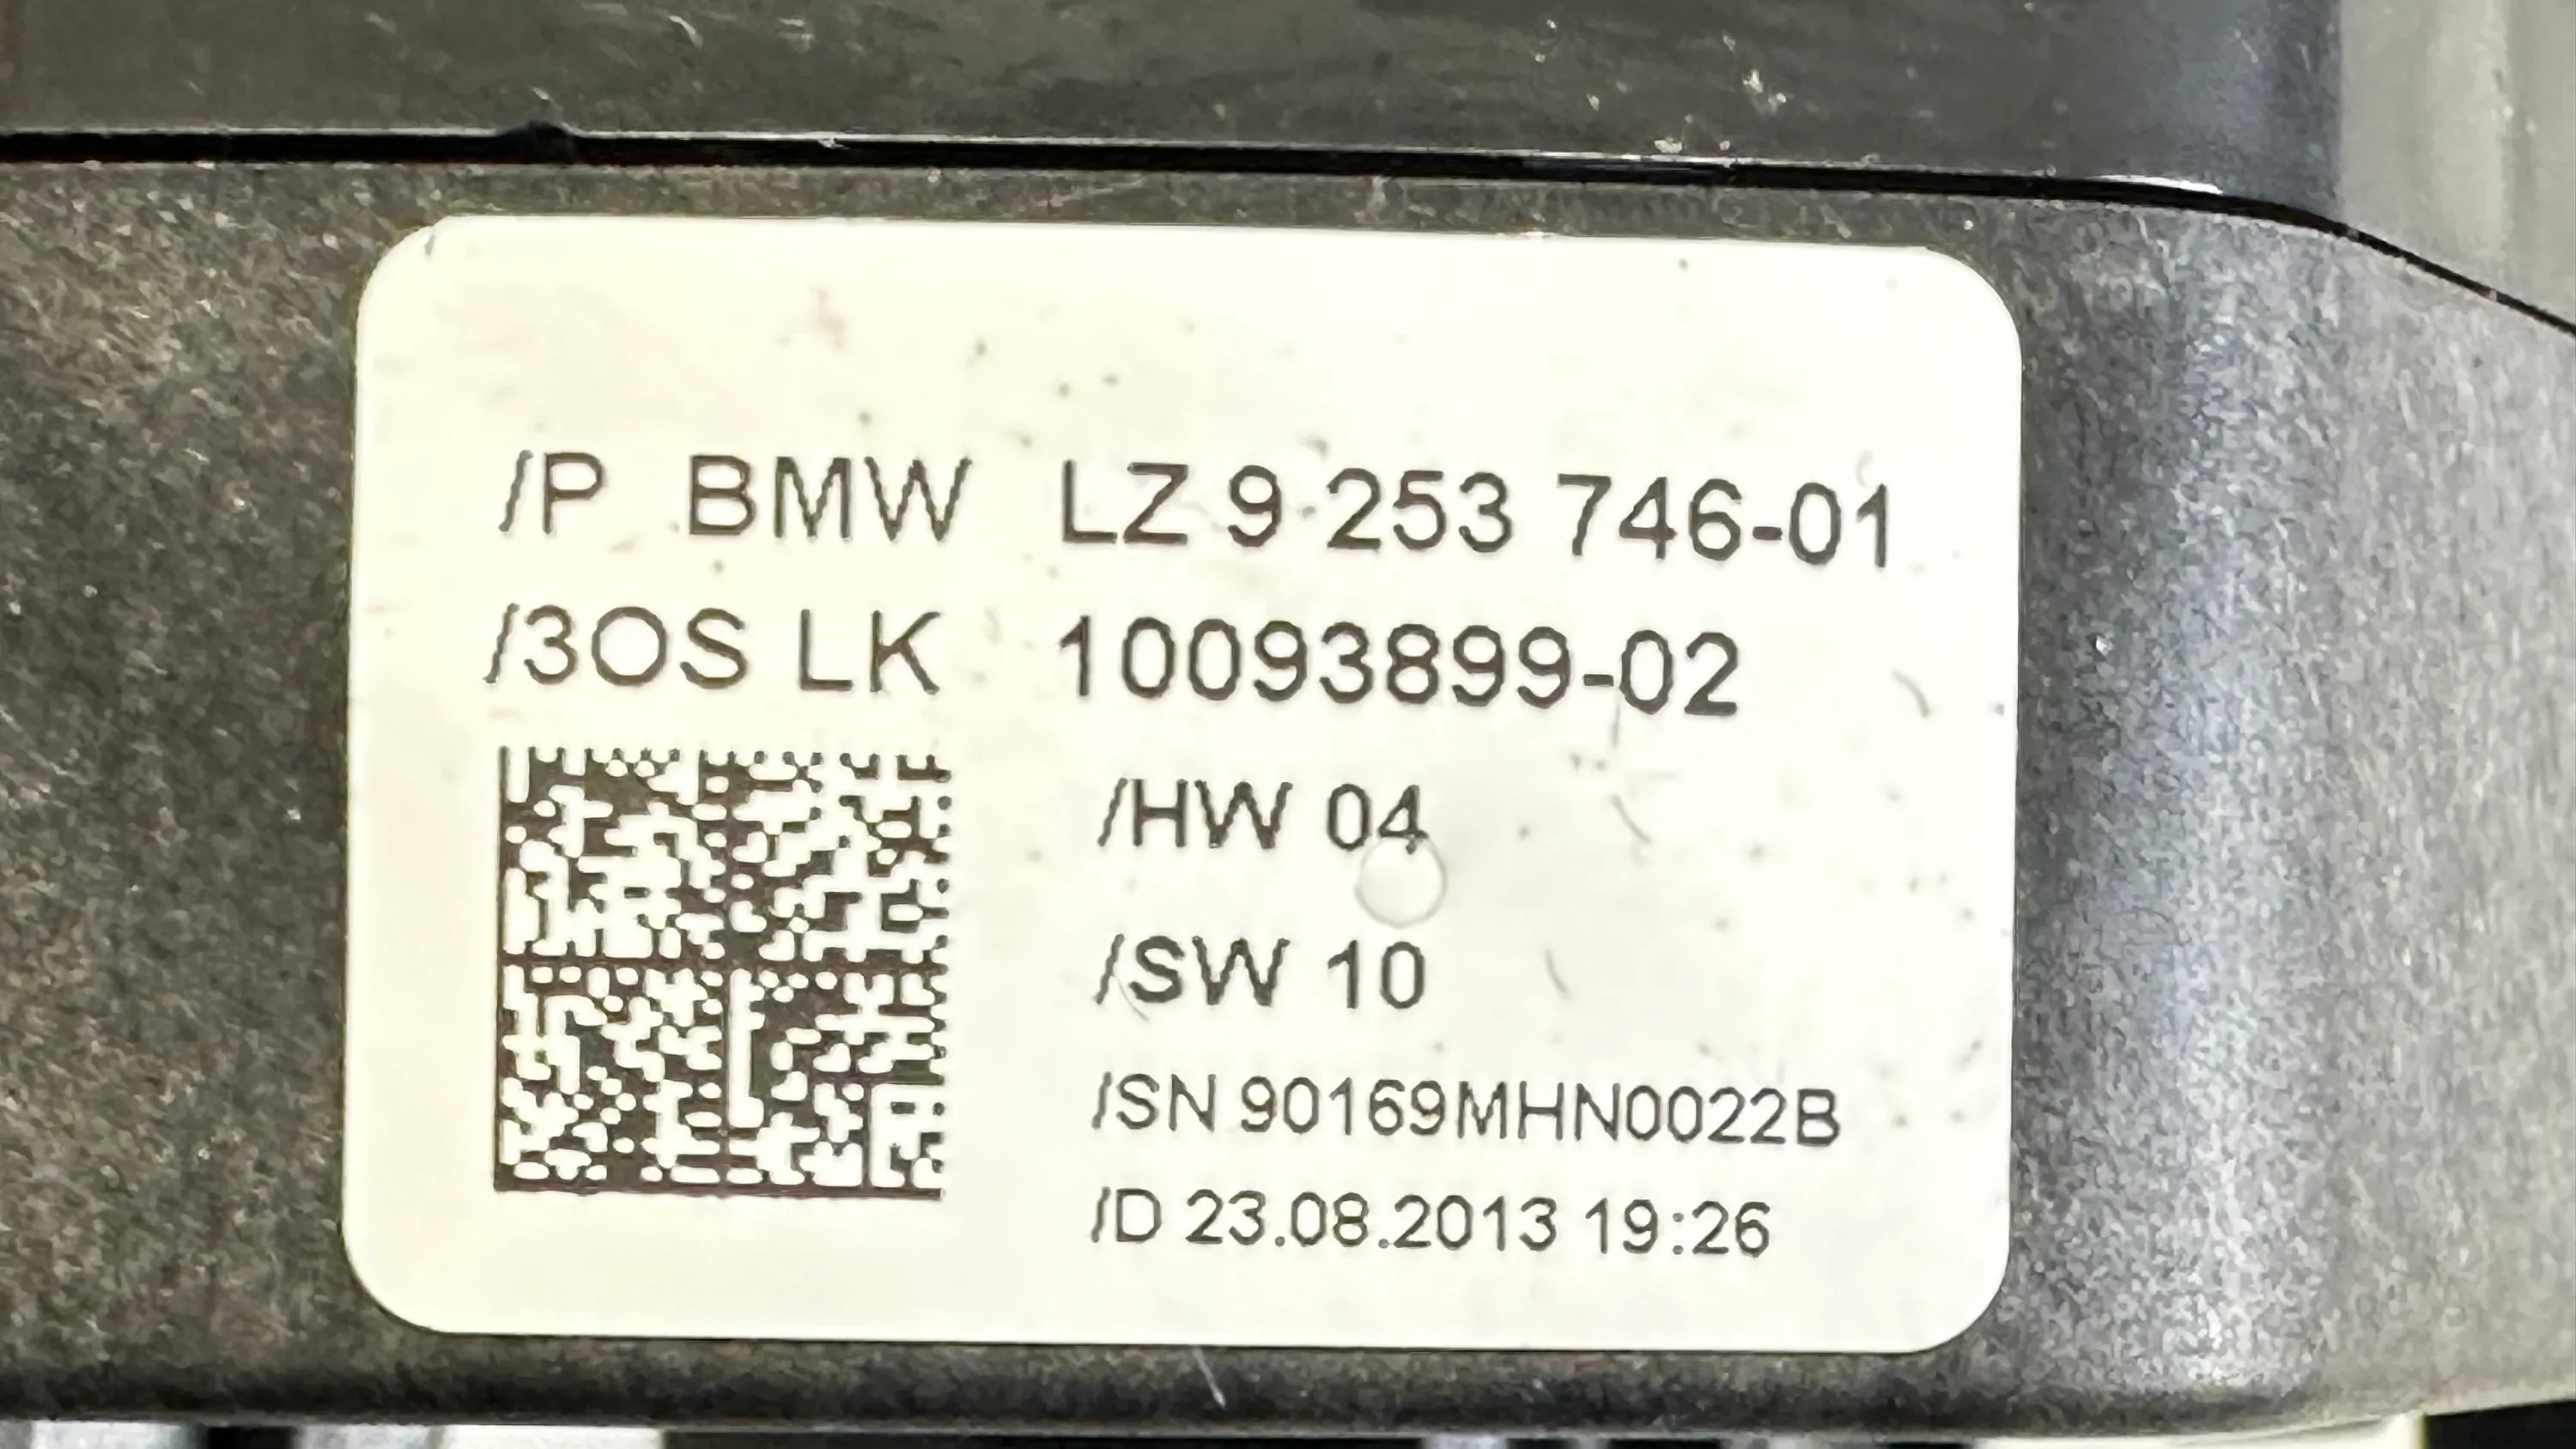 /P BMW LZ 9 253 746-01
/3OS LK 10093899-02
/HW 04
/SW 10
/SN 90169MHN0022B
/D 23.08.2013 19:26